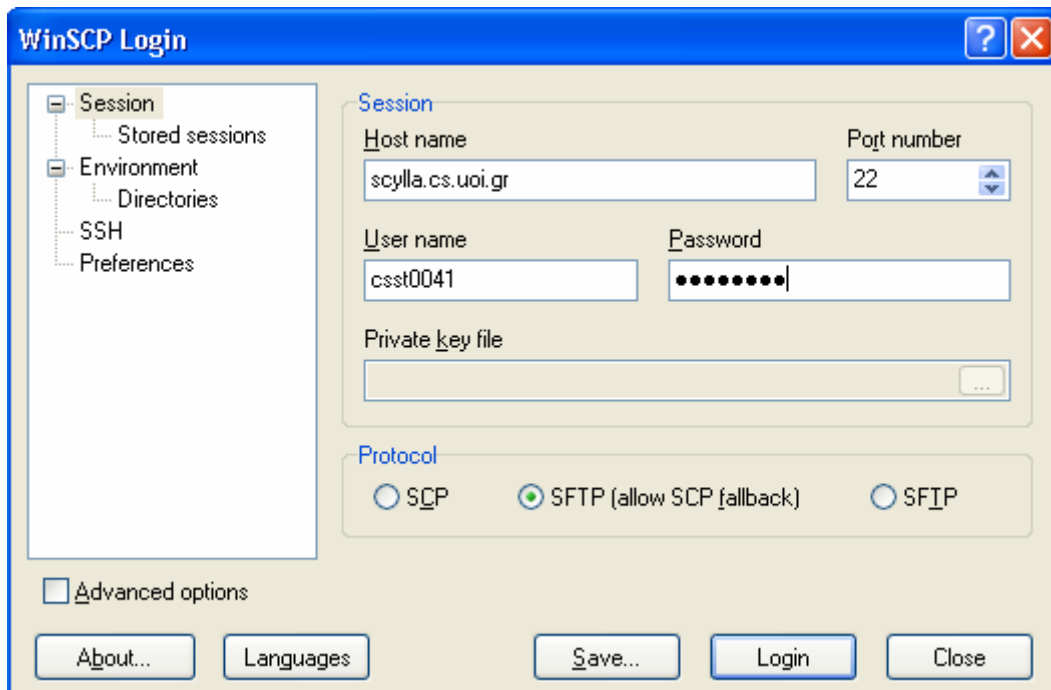 WinSCP Login
Session
Stored sessions
Environment
Directories
SSH
Preferences
Session
Host name
Port number
scylla.cs.uoi.gr
22
User name
Password
csst0041
●●●●●●●●
Private key file
...
Protocol
SCP
SFTP (allow SCP fallback)
SFTP
Advanced options
About...
Languages
Save...
Login
Close